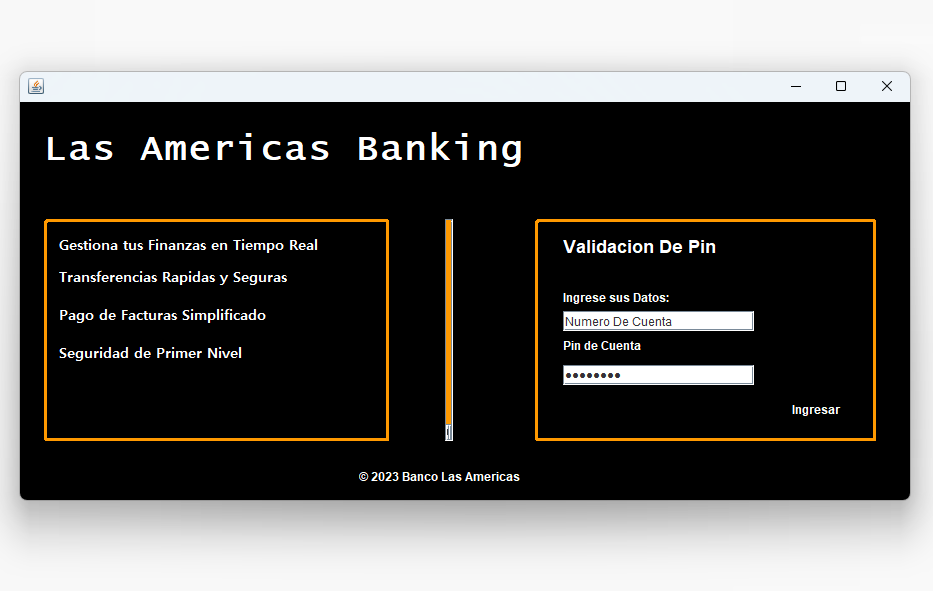 Las Americas Banking
Gestiona tus Finanzas en Tiempo Real
Transferencias Rapidas y Seguras
Pago de Facturas Simplificado
Seguridad de Primer Nivel
Validacion De Pin
Ingrese sus Datos:
Numero De Cuenta
Pin de Cuenta
••••••••
Ingresar
© 2023 Banco Las Americas